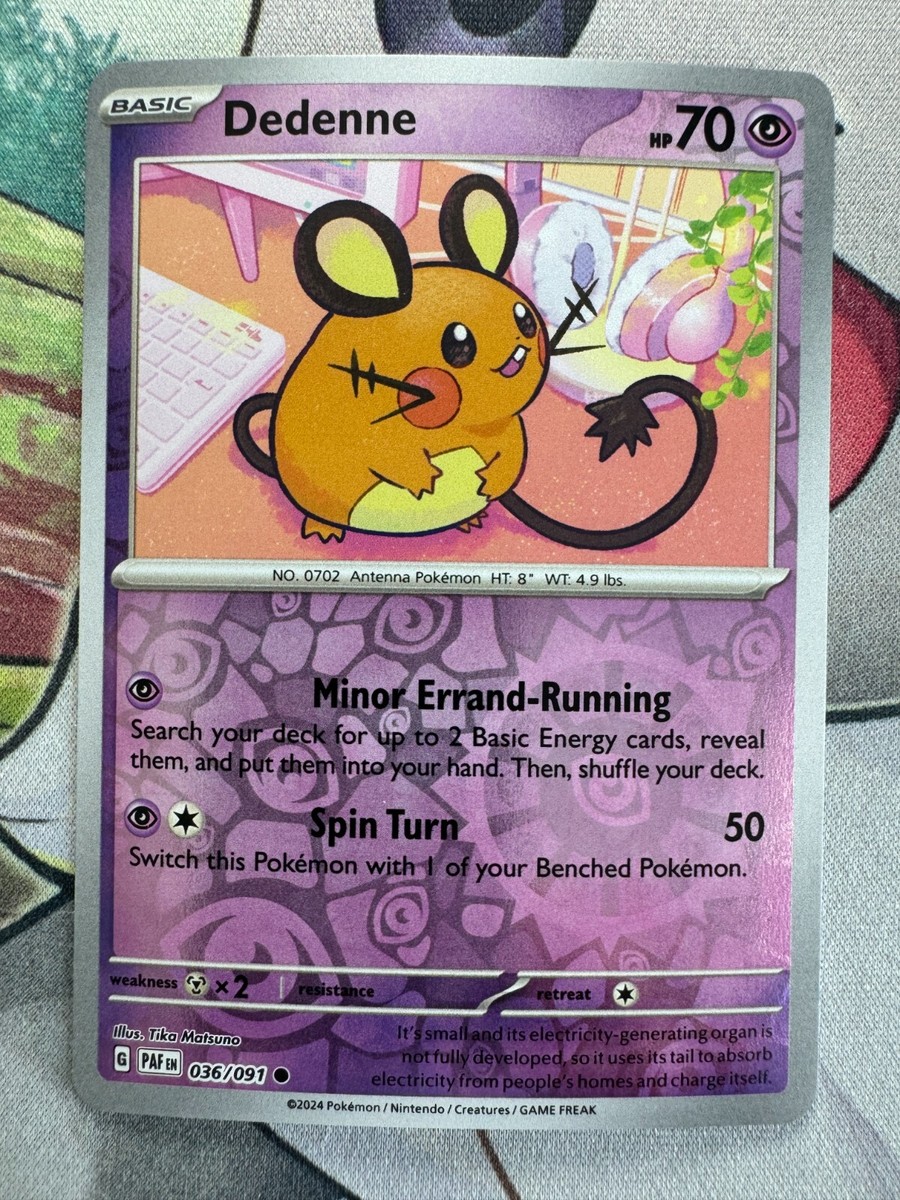 BASIC Dedenne HP 70
NO. 0702 Antenna Pokémon HT: 8" WT: 4.9 lbs.
Minor Errand-Running
Search your deck for up to 2 Basic Energy cards, reveal
them, and put them into your hand. Then, shuffle your deck.
Spin Turn 50
Switch this Pokémon with 1 of your Benched Pokémon.
weakness ×2 resistance retreat
Illus. Tika Matsuno
G PAF EN 036/091
It's small and its electricity-generating organ is
not fully developed, so it uses its tail to absorb
electricity from people's homes and charge itself.
©2024 Pokémon / Nintendo / Creatures / GAME FREAK